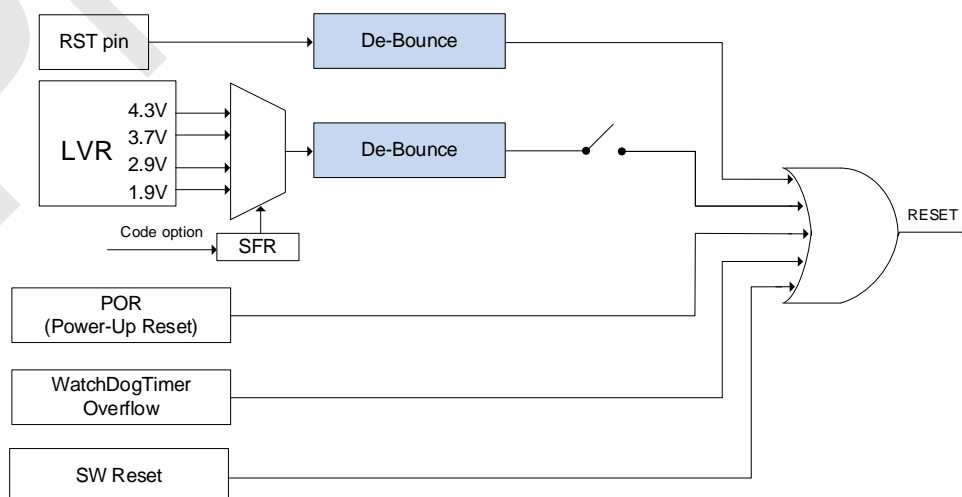 RST pin
De-Bounce
LVR
4.3V
3.7V
2.9V
1.9V
De-Bounce
Code option
SFR
RESET
POR
(Power-Up Reset)
WatchDogTimer
Overflow
SW Reset